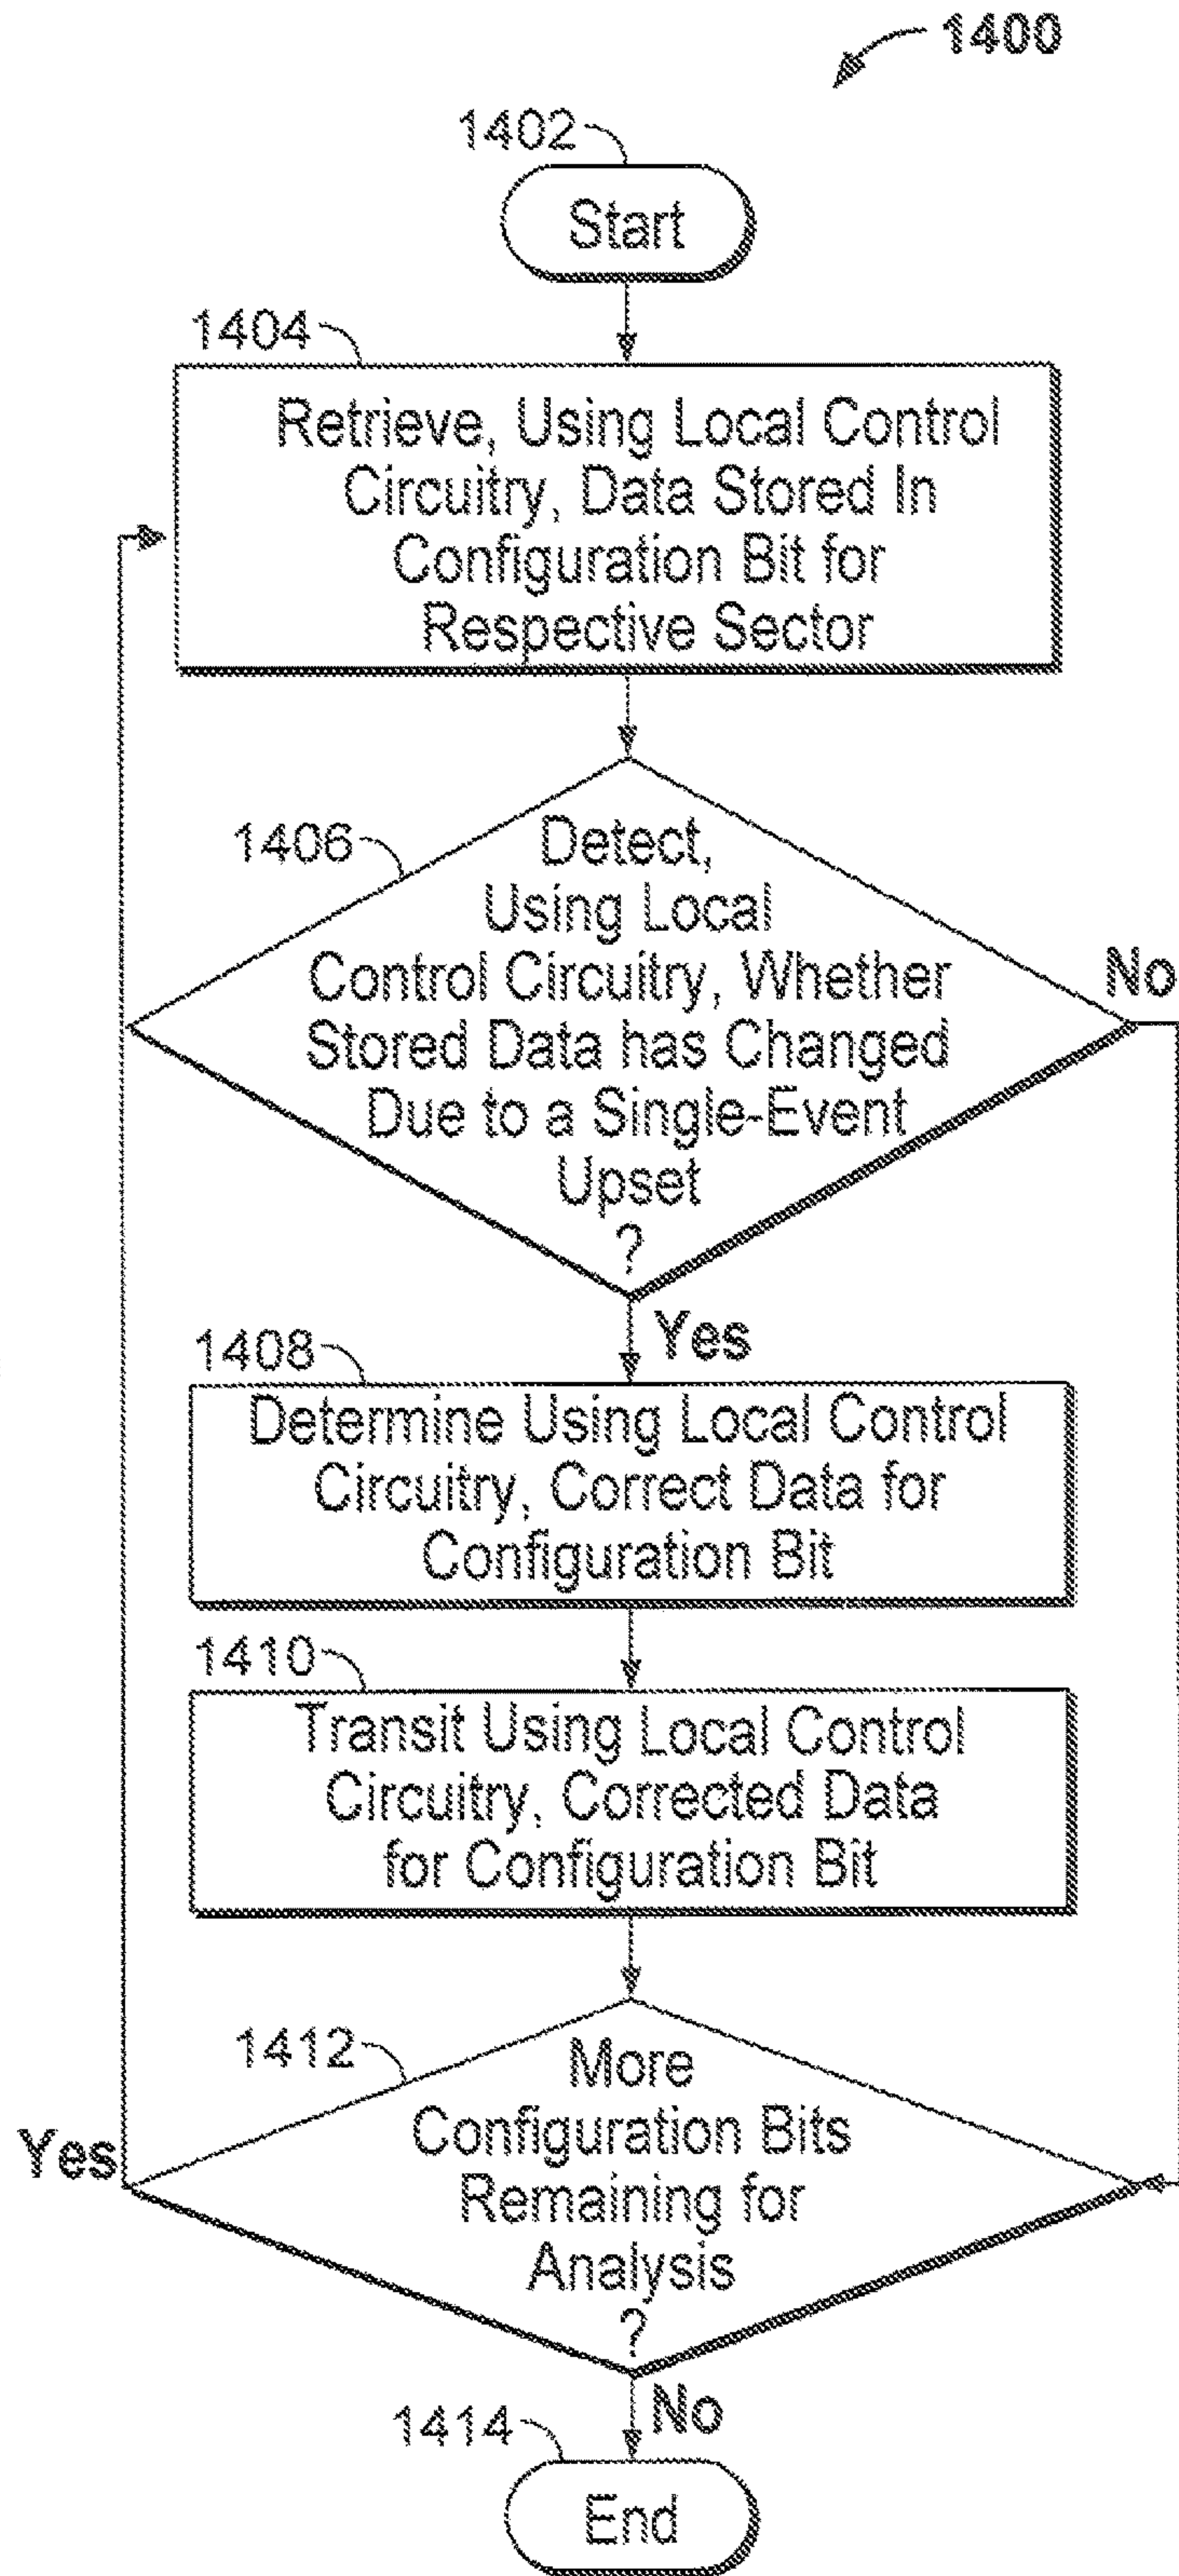 1400
1402
Start
1404
Retrieve, Using Local Control
Circuitry, Data Stored In
Configuration Bit for
Respective Sector
1406
Detect,
Using Local
Control Circuitry, Whether
Stored Data has Changed
Due to a Single-Event
Upset
?
No
Yes
1408
Determine Using Local Control
Circuitry, Correct Data for
Configuration Bit
1410
Transit Using Local Control
Circuitry, Corrected Data
for Configuration Bit
1412
More
Configuration Bits
Remaining for
Analysis
?
Yes
No
1414
End